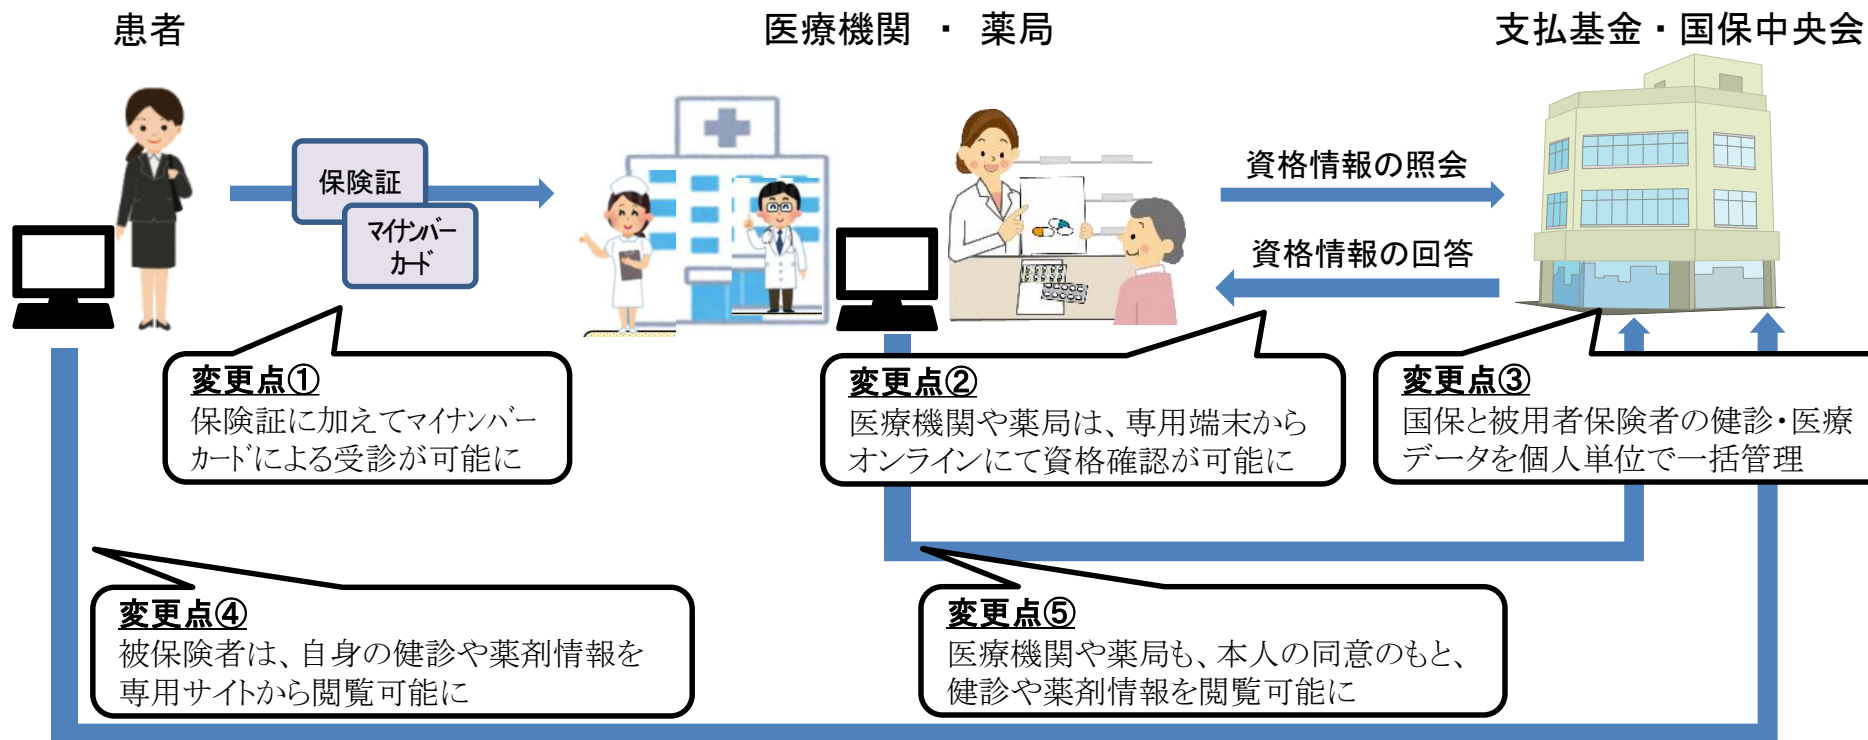 患者
医療機関 ・ 薬局
支払基金・国保中央会
保険証
マイナンバー
カード
資格情報の照会
資格情報の回答
変更点①
保険証に加えてマイナンバー
カードによる受診が可能に
変更点②
医療機関や薬局は、専用端末から
オンラインにて資格確認が可能に
変更点③
国保と被用者保険者の健診・医療
データを個人単位で一括管理
変更点④
被保険者は、自身の健診や薬剤情報を
専用サイトから閲覧可能に
変更点⑤
医療機関や薬局も、本人の同意のもと、
健診や薬剤情報を閲覧可能に